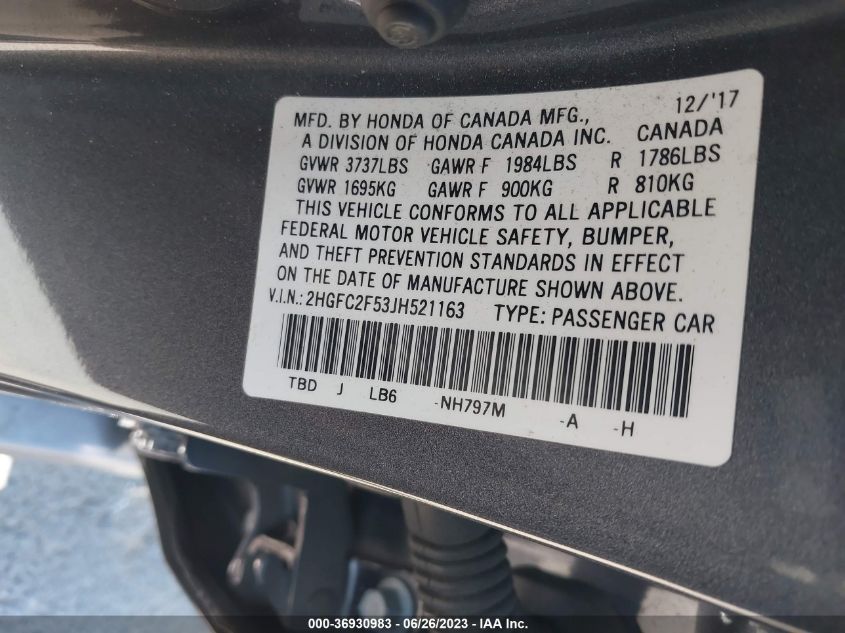 12/'17
MFD. BY HONDA OF CANADA MFG.,
A DIVISION OF HONDA CANADA INC. CANADA
GVWR 3737LBS GAWR F 1984LBS R 1786LBS
GVWR 1695KG GAWR F 900KG R 810KG
THIS VEHICLE CONFORMS TO ALL APPLICABLE
FEDERAL MOTOR VEHICLE SAFETY, BUMPER,
AND THEFT PREVENTION STANDARDS IN EFFECT
ON THE DATE OF MANUFACTURE SHOWN ABOVE.
V.I.N.: 2HGFC2F53JH521163 TYPE: PASSENGER CAR
TBD J LB6 -NH797M -A -H
000-36930983 / 06/26/2023 - IAA Inc.